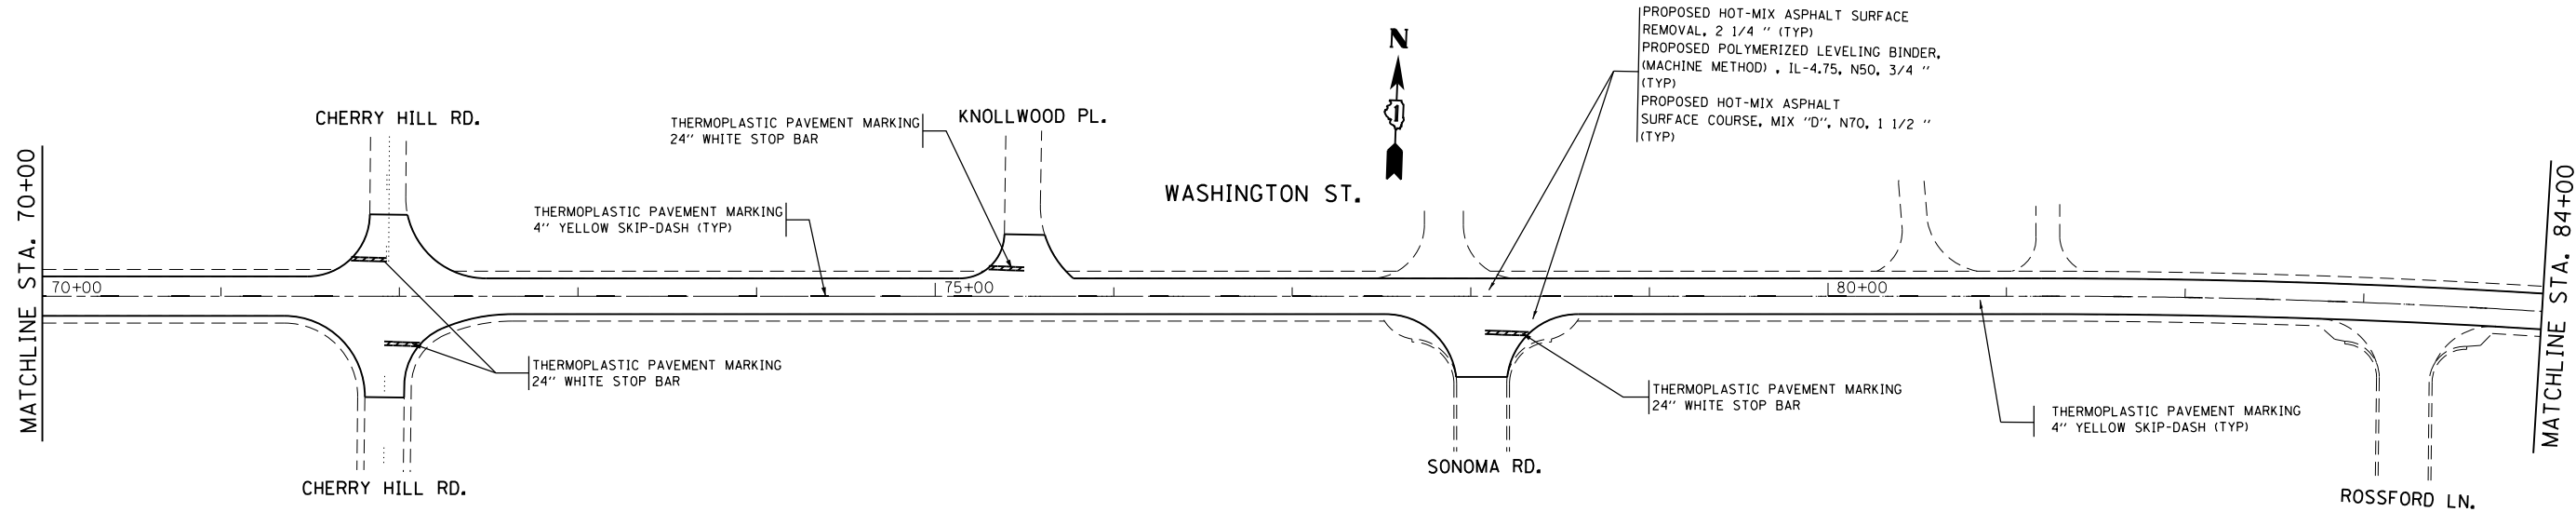 PROPOSED HOT-MIX ASPHALT SURFACE
REMOVAL, 2 1/4 " (TYP)
PROPOSED POLYMERIZED LEVELING BINDER,
(MACHINE METHOD) , IL-4.75, N50, 3/4 "
(TYP)
PROPOSED HOT-MIX ASPHALT
SURFACE COURSE, MIX "D", N70, 1 1/2 "
(TYP)
N
1
CHERRY HILL RD.
THERMOPLASTIC PAVEMENT MARKING
24" WHITE STOP BAR
KNOLLWOOD PL.
WASHINGTON ST.
THERMOPLASTIC PAVEMENT MARKING
4" YELLOW SKIP-DASH (TYP)
MATCHLINE STA. 70+00
70+00
75+00
80+00
MATCHLINE STA. 84+00
THERMOPLASTIC PAVEMENT MARKING
24" WHITE STOP BAR
THERMOPLASTIC PAVEMENT MARKING
24" WHITE STOP BAR
THERMOPLASTIC PAVEMENT MARKING
4" YELLOW SKIP-DASH (TYP)
CHERRY HILL RD.
SONOMA RD.
ROSSFORD LN.